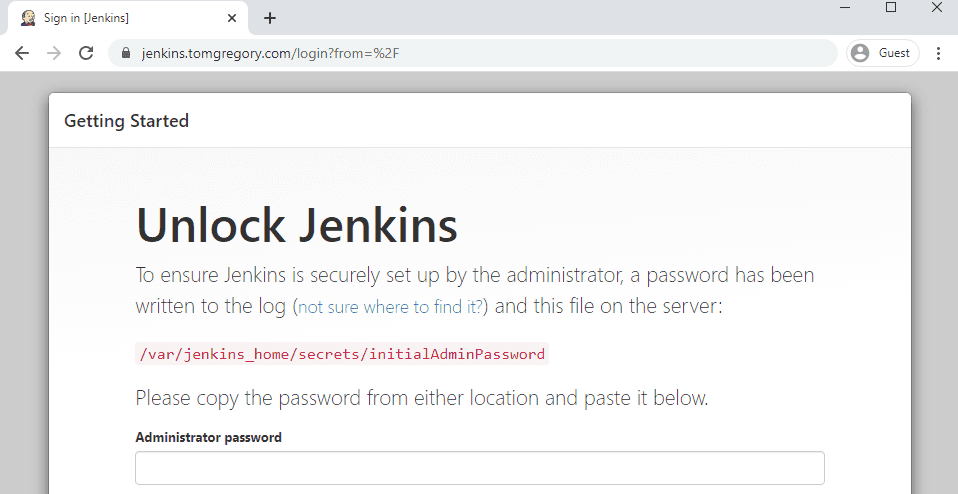 Sign in [Jenkins]
jenkins.tomgregory.com/login?from=%2F
Guest
Getting Started
Unlock Jenkins
To ensure Jenkins is securely set up by the administrator, a password has been
written to the log (not sure where to find it?) and this file on the server:
/var/jenkins_home/secrets/initialAdminPassword
Please copy the password from either location and paste it below.
Administrator password